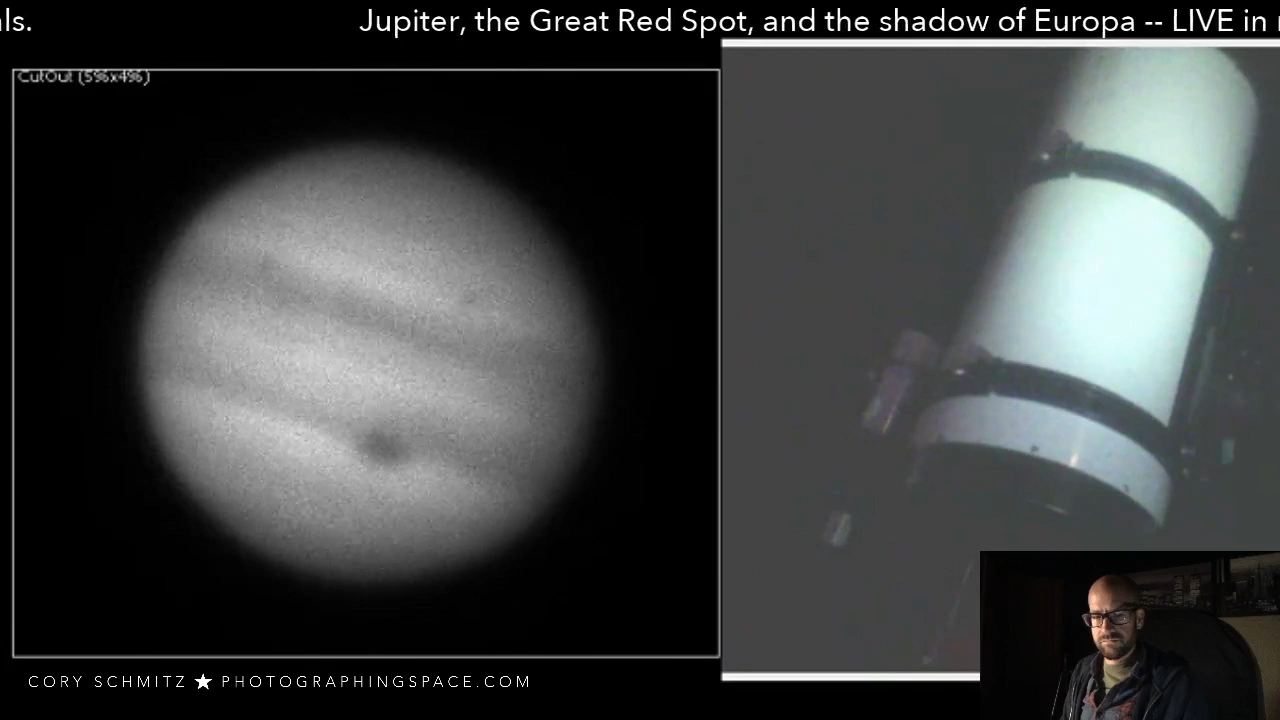 als.
Jupiter, the Great Red Spot, and the shadow of Europa -- LIVE in
CutOut (5%x4%)
CORY SCHMITZ ★ PHOTOGRAPHINGSPACE.COM